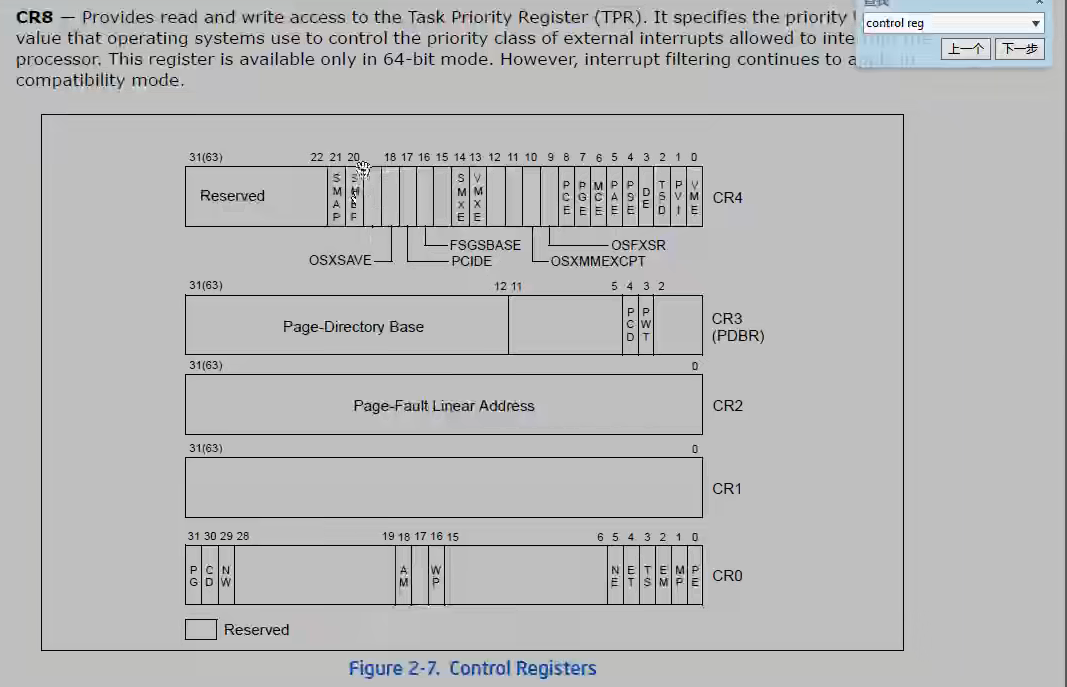 CR8 — Provides read and write access to the Task Priority Register (TPR). It specifies the priority
value that operating systems use to control the priority class of external interrupts allowed to
processor. This register is available only in 64-bit mode. However, interrupt filtering continues to
compatibility mode.
control reg
上一个 下一步
31(63) 22 21 20 18 17 16 15 14 13 12 11 10 9 8 7 6 5 4 3 2 1 0
Reserved SMAP SMEP SMXE VMXE PCE PGE MCE PAE PSE DE TSD PVI VME CR4
FSGSBASE OSFXSR
OSXSAVE PCIDE OSXMMEXCPT
31(63) 12 11 5 4 3 2
Page-Directory Base PCD PWT CR3
(PDBR)
31(63) 0
Page-Fault Linear Address CR2
31(63) 0
CR1
31 30 29 28 19 18 17 16 15 6 5 4 3 2 1 0
PG CD NW AM WP NE ET TS EM MP PE CR0
Reserved
Figure 2-7. Control Registers